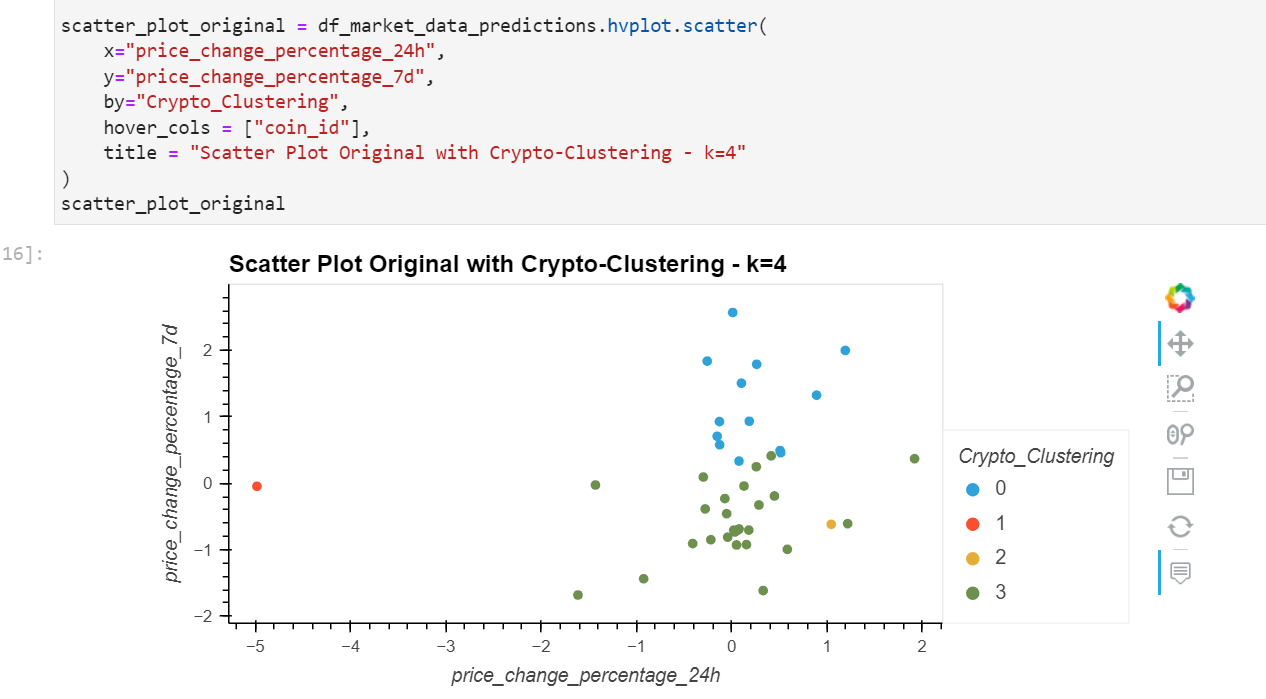 scatter_plot_original = df_market_data_predictions.hvplot.scatter(
    x="price_change_percentage_24h",
    y="price_change_percentage_7d",
    by="Crypto_Clustering",
    hover_cols = ["coin_id"],
    title = "Scatter Plot Original with Crypto-Clustering - k=4"
)
scatter_plot_original
16]:
Scatter Plot Original with Crypto-Clustering - k=4
price_change_percentage_7d
2
1
0
−1
−2
−5 −4 −3 −2 −1 0 1 2
price_change_percentage_24h
Crypto_Clustering
0
1
2
3